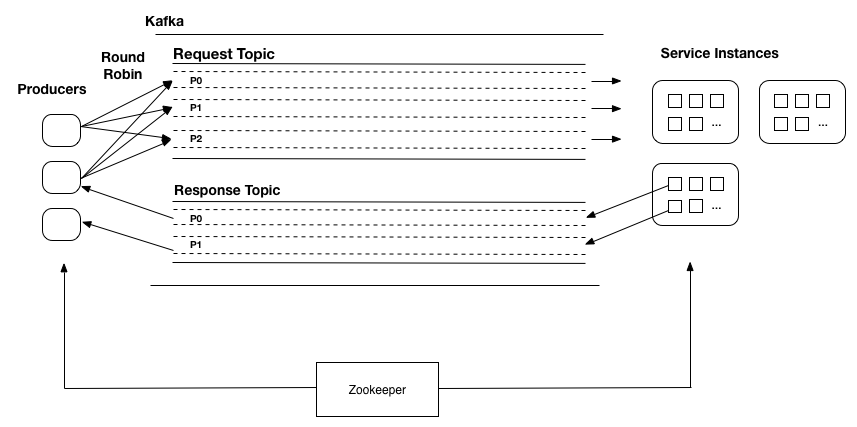 Kafka
Round
Robin
Request Topic
Service Instances
Producers
P0
P1
P2
...
...
Response Topic
P0
P1
...
Zookeeper